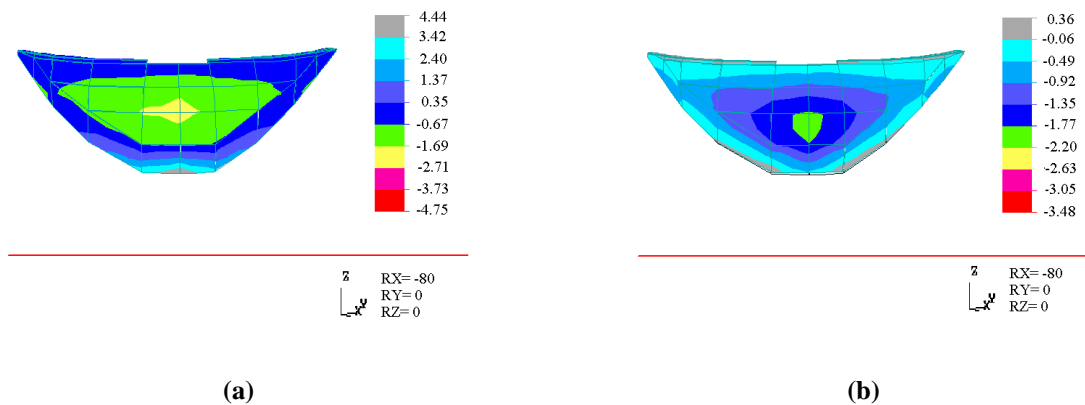 4.44
3.42
2.40
1.37
0.35
-0.67
-1.69
-2.71
-3.73
-4.75
Z
X Y
RX= -80
RY= 0
RZ= 0
(a)
0.36
-0.06
-0.49
-0.92
-1.35
-1.77
-2.20
-2.63
-3.05
-3.48
Z
X Y
RX= -80
RY= 0
RZ= 0
(b)